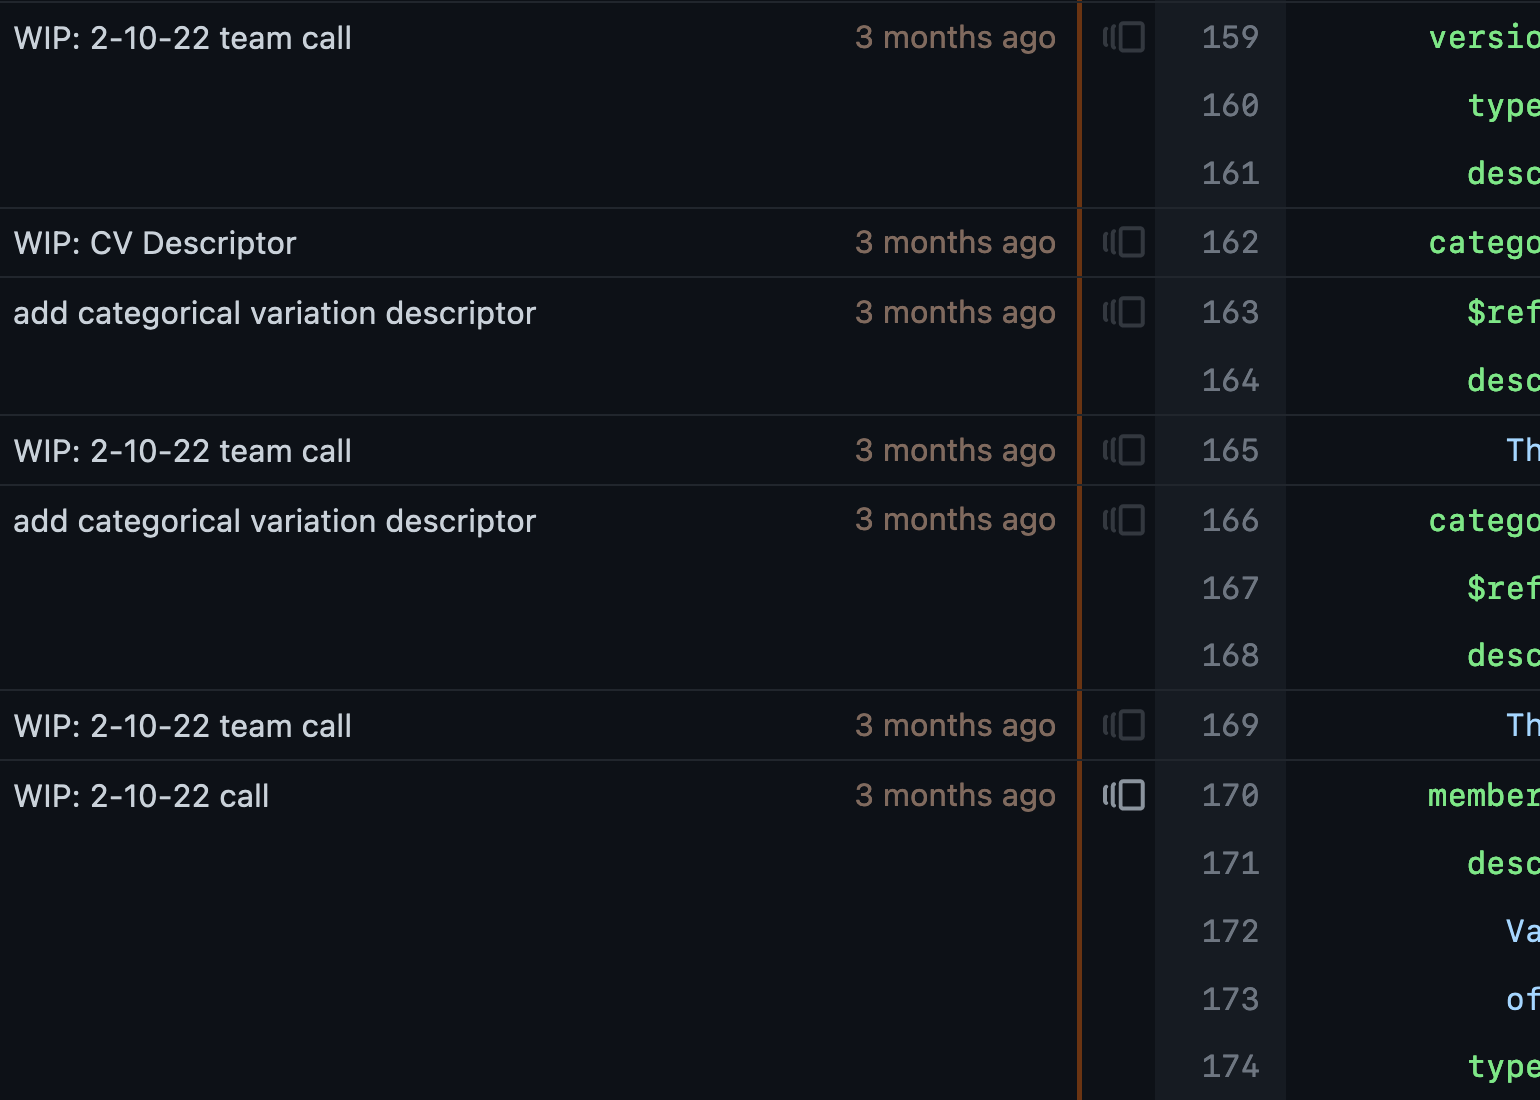 WIP: 2-10-22 team call 3 months ago 159 versio
160 type
161 desc
WIP: CV Descriptor 3 months ago 162 catego
add categorical variation descriptor 3 months ago 163 $ref
164 desc
WIP: 2-10-22 team call 3 months ago 165 Th
add categorical variation descriptor 3 months ago 166 catego
167 $ref
168 desc
WIP: 2-10-22 team call 3 months ago 169 Th
WIP: 2-10-22 call 3 months ago 170 member
171 desc
172 Va
173 of
174 type